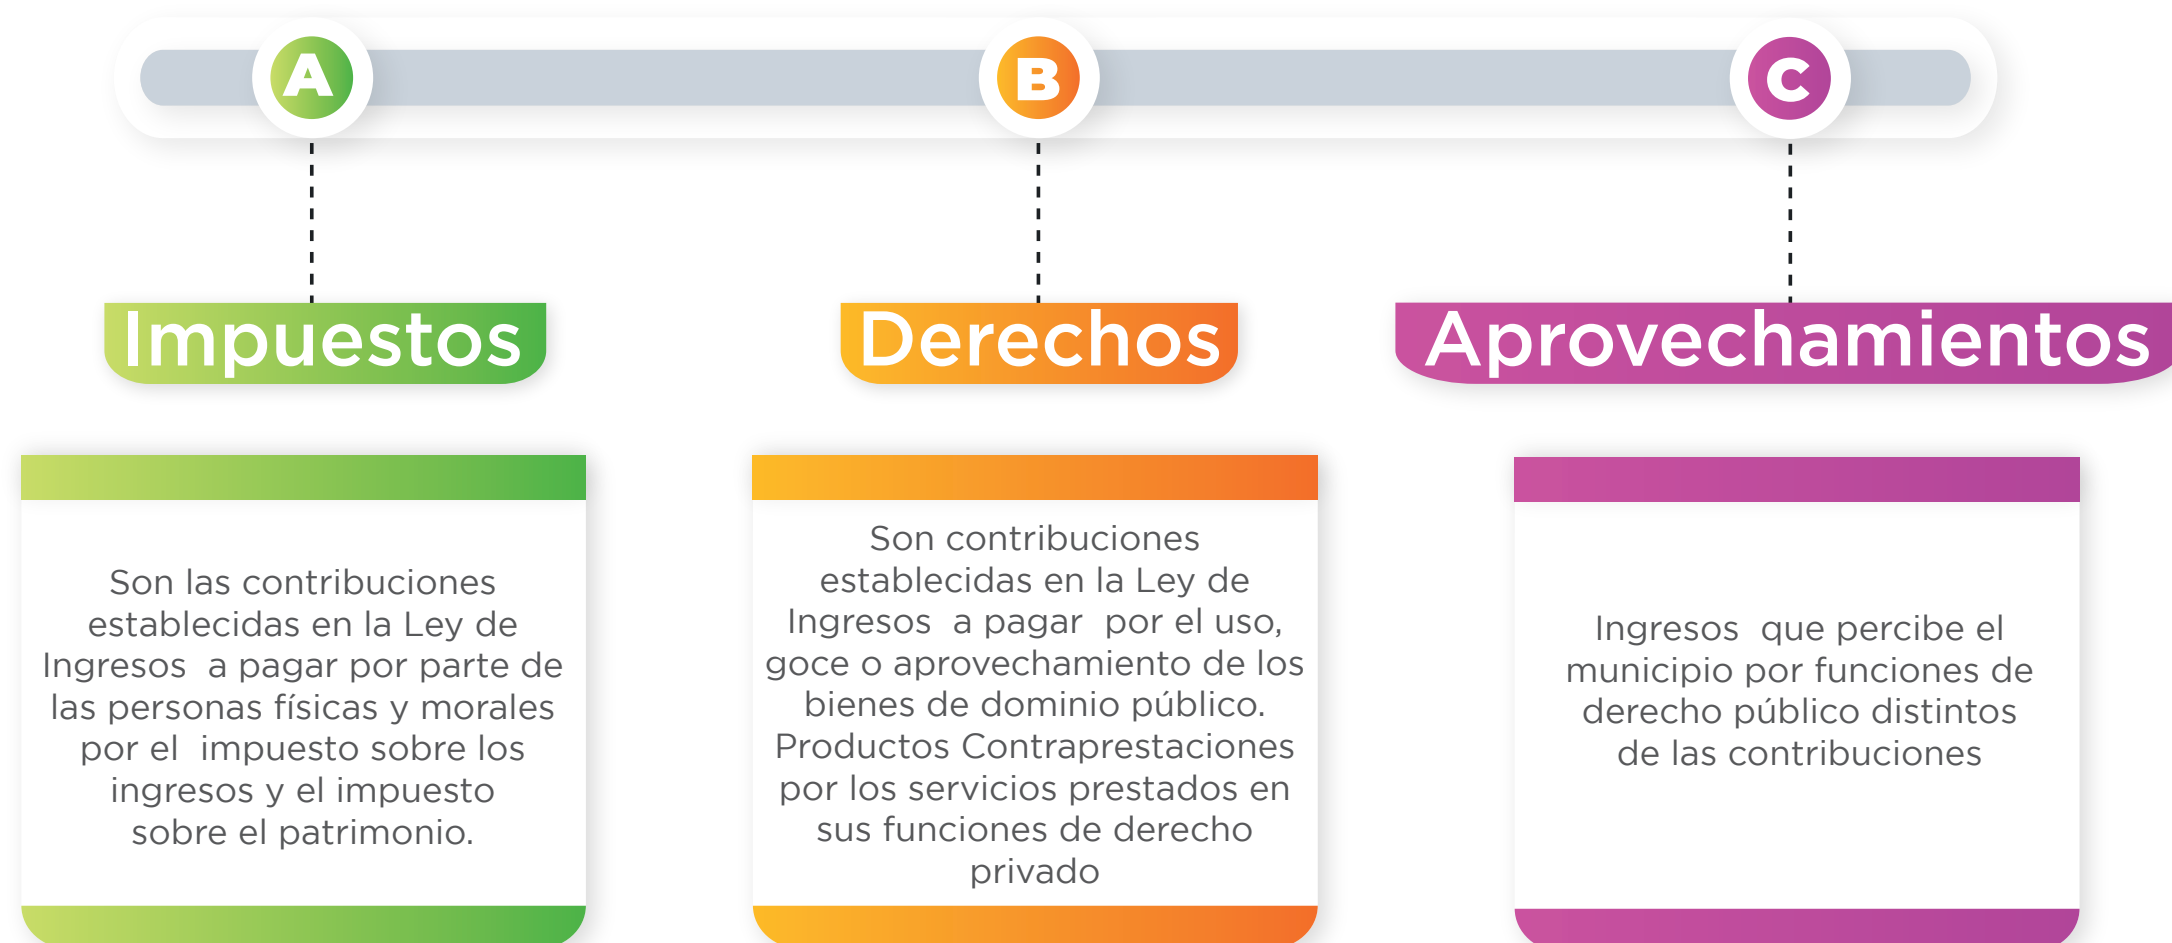 A
B
C
Impuestos
Derechos
Aprovechamientos
Son las contribuciones
establecidas en la Ley de
Ingresos a pagar por parte de
las personas físicas y morales
por el impuesto sobre los
ingresos y el impuesto
sobre el patrimonio.
Son contribuciones
establecidas en la Ley de
Ingresos a pagar por el uso,
goce o aprovechamiento de los
bienes de dominio público.
Productos Contraprestaciones
por los servicios prestados en
sus funciones de derecho
privado
Ingresos que percibe el
municipio por funciones de
derecho público distintos
de las contribuciones